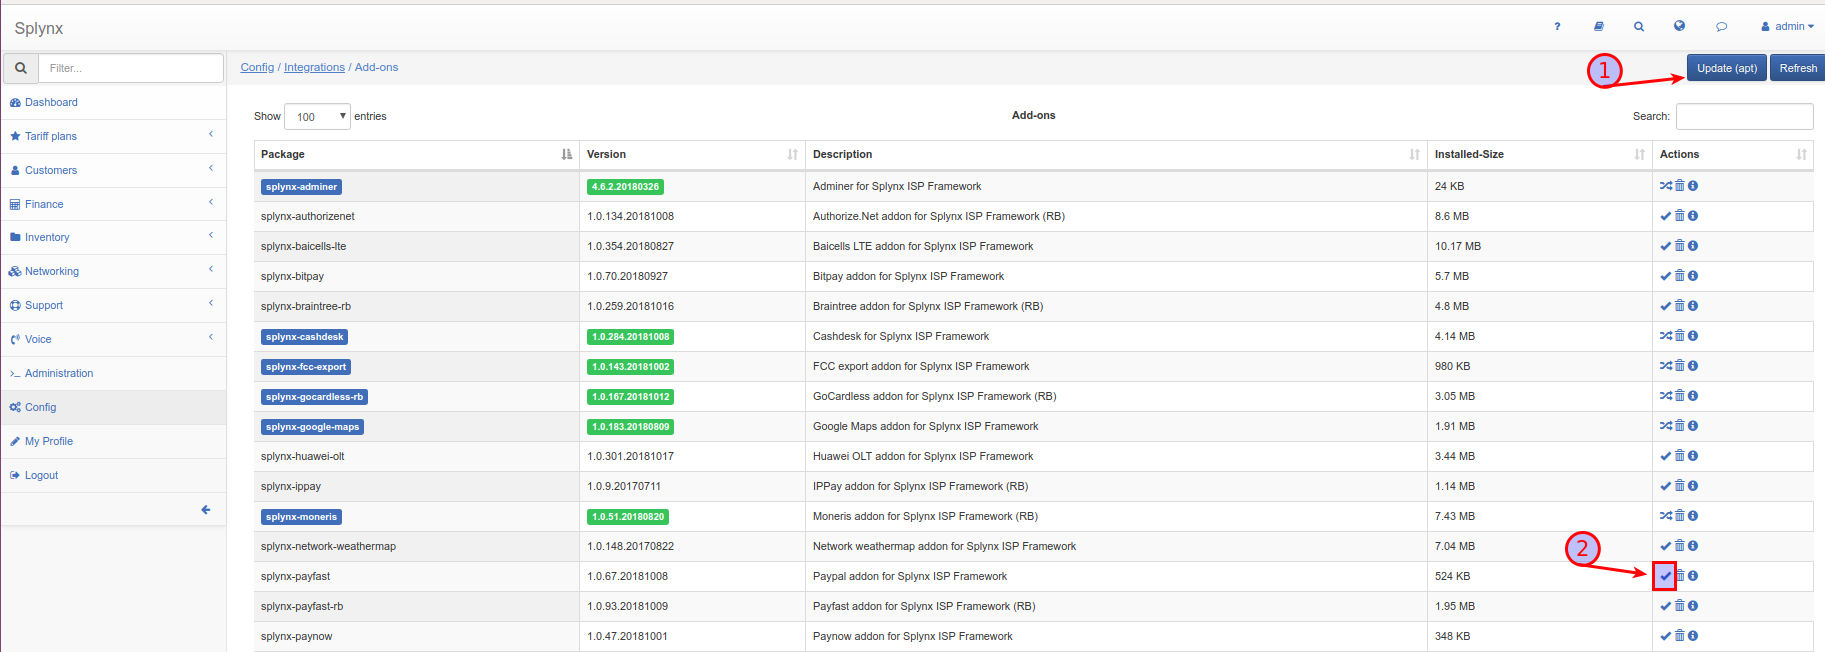 Splynx
?
admin
Filter...
Config / Integrations / Add-ons
1
Update (apt)
Refresh
Dashboard
Tariff plans
Customers
Finance
Inventory
Networking
Support
Voice
Administration
Config
My Profile
Logout
Show 100 entries
Add-ons
Search:
Package Version Description Installed-Size Actions
splynx-adminer 4.6.2.20180326 Adminer for Splynx ISP Framework 24 KB
splynx-authorizenet 1.0.134.20181008 Authorize.Net addon for Splynx ISP Framework (RB) 8.6 MB
splynx-baicells-lte 1.0.354.20180827 Baicells LTE addon for Splynx ISP Framework 10.17 MB
splynx-bitpay 1.0.70.20180927 Bitpay addon for Splynx ISP Framework 5.7 MB
splynx-braintree-rb 1.0.259.20181016 Braintree addon for Splynx ISP Framework (RB) 4.8 MB
splynx-cashdesk 1.0.284.20181008 Cashdesk for Splynx ISP Framework 4.14 MB
splynx-fcc-export 1.0.143.20181002 FCC export addon for Splynx ISP Framework 980 KB
splynx-gocardless-rb 1.0.167.20181012 GoCardless addon for Splynx ISP Framework (RB) 3.05 MB
splynx-google-maps 1.0.183.20180809 Google Maps addon for Splynx ISP Framework 1.91 MB
splynx-huawei-olt 1.0.301.20181017 Huawei OLT addon for Splynx ISP Framework 3.44 MB
splynx-ippay 1.0.9.20170711 IPPay addon for Splynx ISP Framework (RB) 1.14 MB
splynx-moneris 1.0.51.20180820 Moneris addon for Splynx ISP Framework (RB) 7.43 MB
splynx-network-weathermap 1.0.148.20170822 Network weathermap addon for Splynx ISP Framework 7.04 MB
2
splynx-payfast 1.0.67.20181008 Paypal addon for Splynx ISP Framework 524 KB
splynx-payfast-rb 1.0.93.20181009 Payfast addon for Splynx ISP Framework (RB) 1.95 MB
splynx-paynow 1.0.47.20181001 Paynow addon for Splynx ISP Framework 348 KB